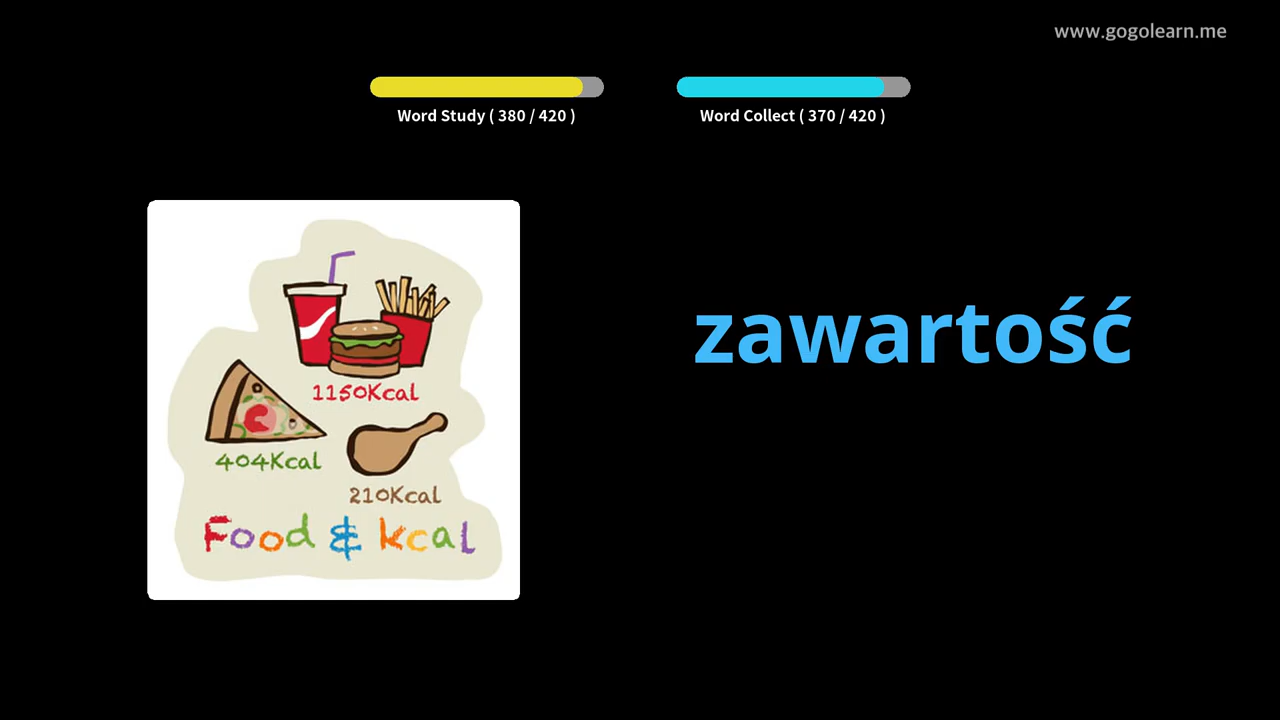 www.gogolearn.me
Word Study ( 380 / 420 )
Word Collect ( 370 / 420 )
zawartość
1150Kcal
404Kcal
210Kcal
Food & kcal